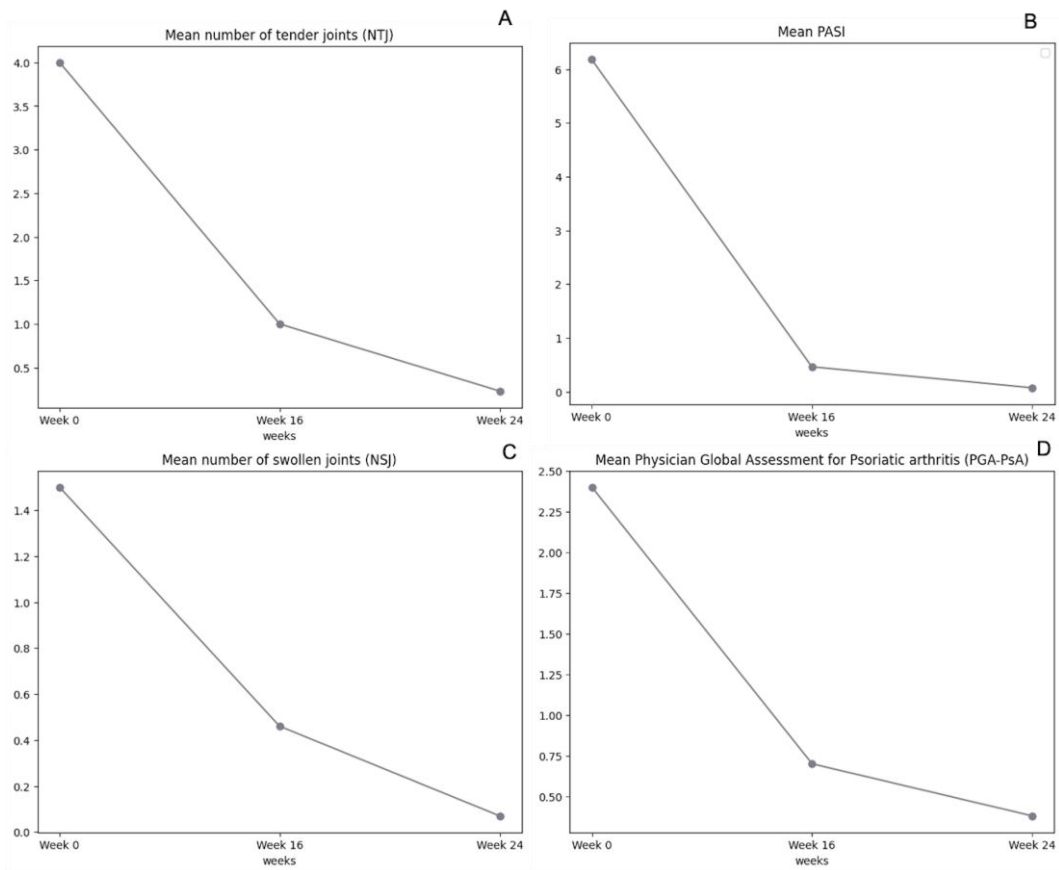 A
Mean number of tender joints (NTJ)
4.0
3.5
3.0
2.5
2.0
1.5
1.0
0.5
Week 0
Week 16
Week 24
weeks
B
Mean PASI
6
5
4
3
2
1
0
Week 0
Week 16
Week 24
weeks
C
Mean number of swollen joints (NSJ)
1.4
1.2
1.0
0.8
0.6
0.4
0.2
0.0
Week 0
Week 16
Week 24
weeks
D
Mean Physician Global Assessment for Psoriatic arthritis (PGA-PsA)
2.50
2.25
2.00
1.75
1.50
1.25
1.00
0.75
0.50
Week 0
Week 16
Week 24
weeks